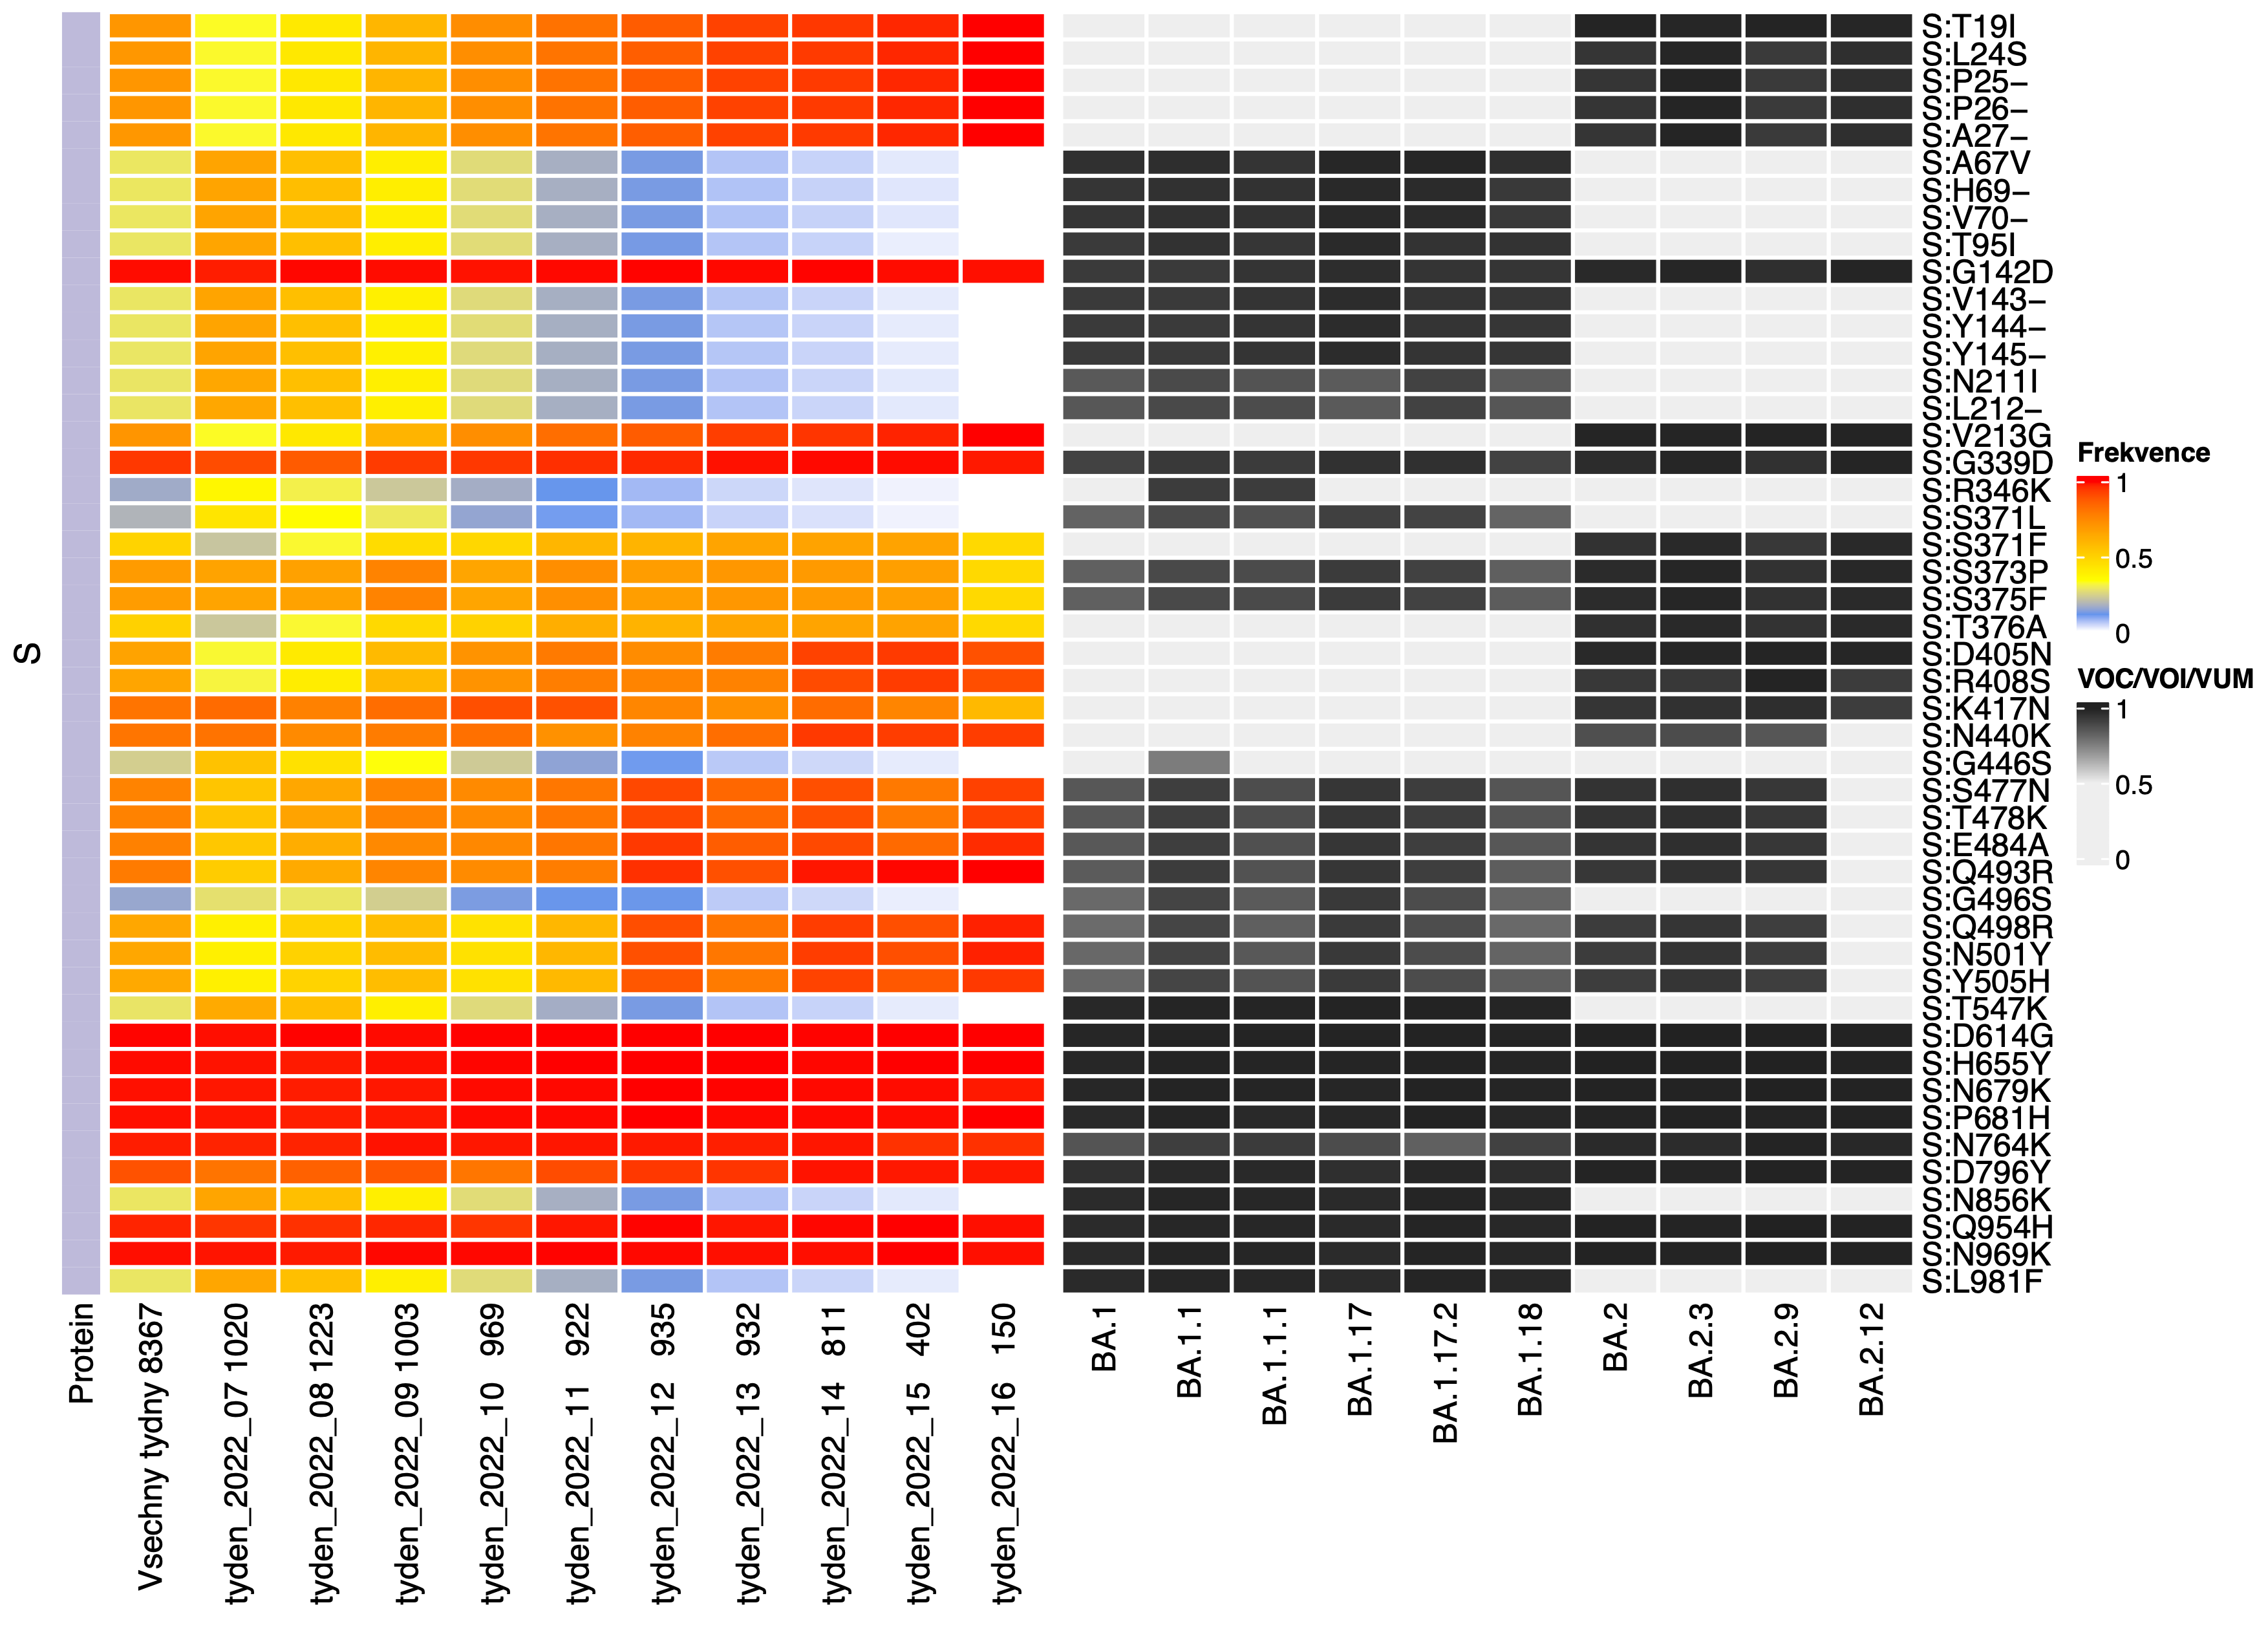 S
S:T19I
S:L24S
S:P25–
S:P26–
S:A27–
S:A67V
S:H69–
S:V70–
S:T95I
S:G142D
S:V143–
S:Y144–
S:Y145–
S:N211I
S:L212–
S:V213G
S:G339D
S:R346K
S:S371L
S:S371F
S:S373P
S:S375F
S:T376A
S:D405N
S:R408S
S:K417N
S:N440K
S:G446S
S:S477N
S:T478K
S:E484A
S:Q493R
S:G496S
S:Q498R
S:N501Y
S:Y505H
S:T547K
S:D614G
S:H655Y
S:N679K
S:P681H
S:N764K
S:D796Y
S:N856K
S:Q954H
S:N969K
S:L981F
Frekvence
1
0.5
0
VOC/VOI/VUM
1
0.5
0
Protein
Vsechny tydny 8367
tyden_2022_07 1020
tyden_2022_08 1223
tyden_2022_09 1003
tyden_2022_10 969
tyden_2022_11 922
tyden_2022_12 935
tyden_2022_13 932
tyden_2022_14 811
tyden_2022_15 402
tyden_2022_16 150
BA.1
BA.1.1
BA.1.1.1
BA.1.17
BA.1.17.2
BA.1.18
BA.2
BA.2.3
BA.2.9
BA.2.12